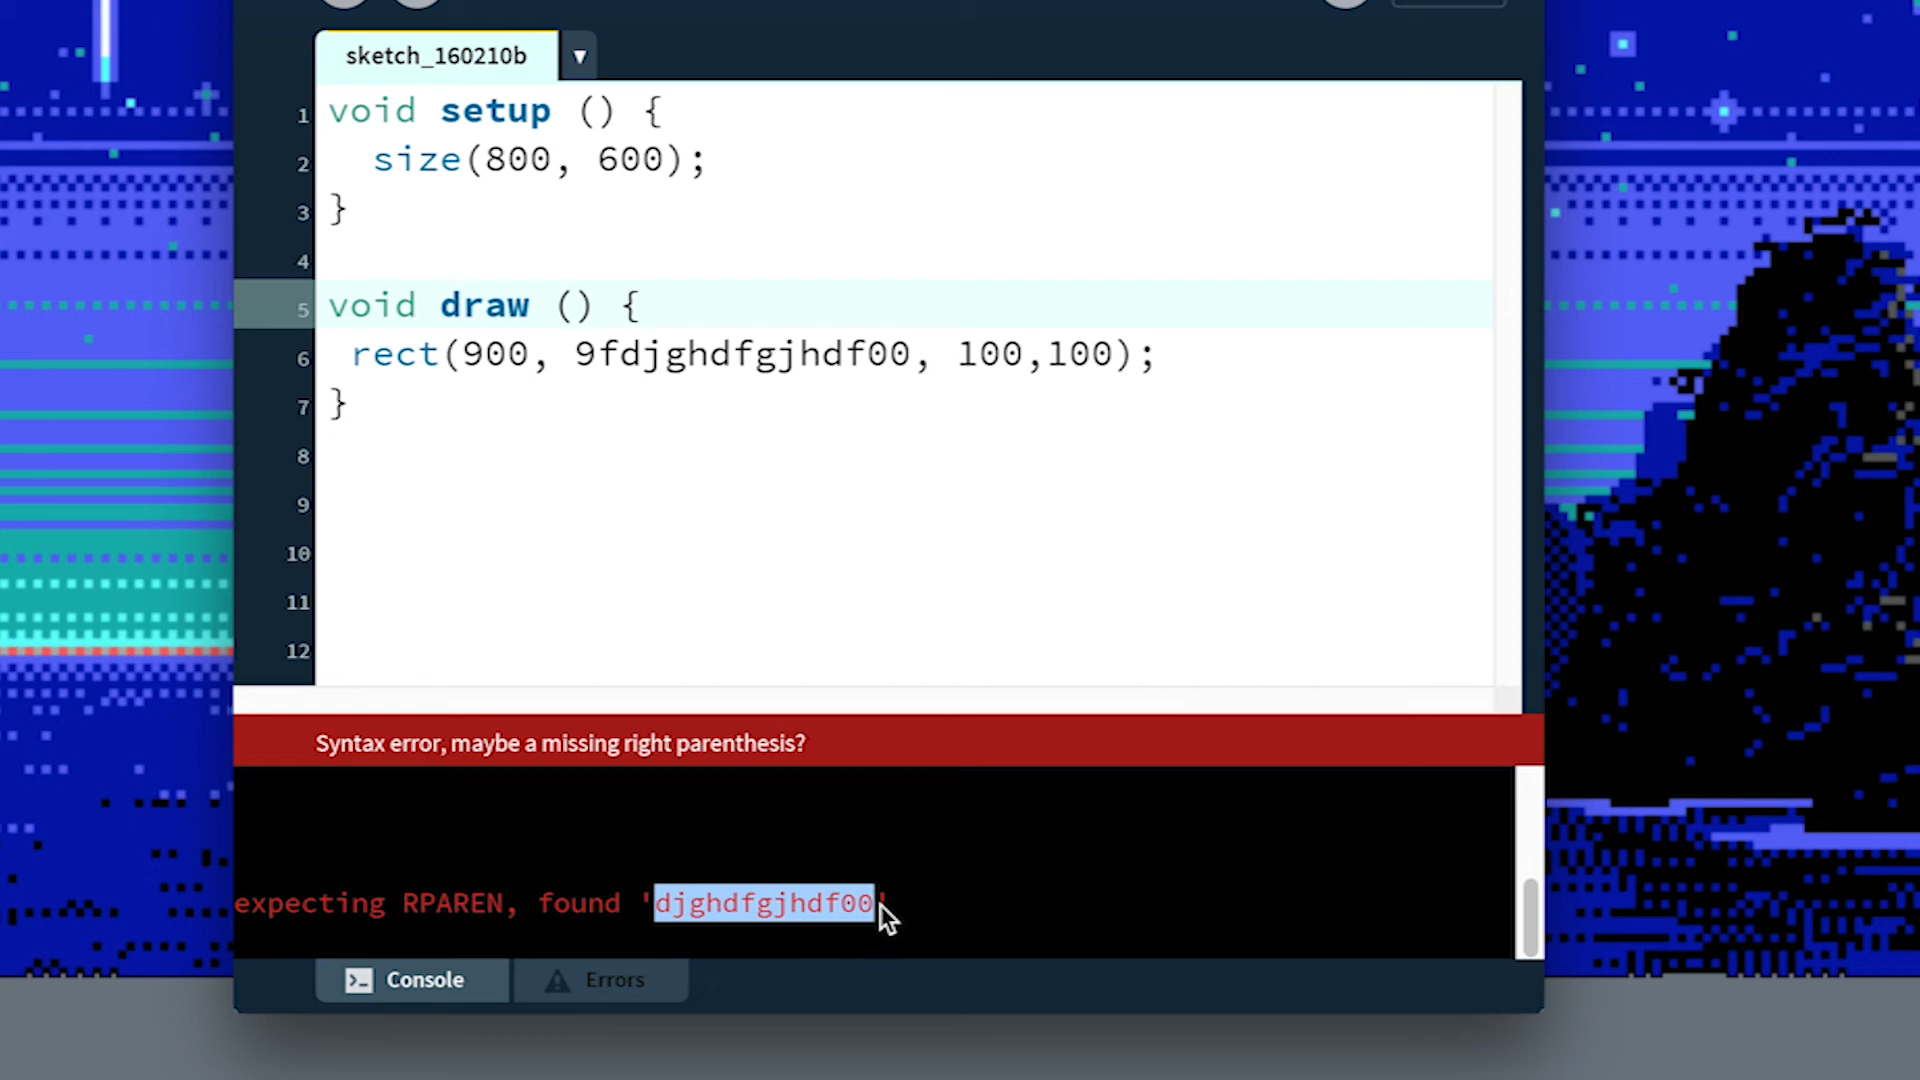 sketch_160210b
1 void setup () {
2 size(800, 600);
3 }
4
5 void draw () {
6 rect(900, 9fdjghdfgjhdf00, 100,100);
7 }
8
9
10
11
12
Syntax error, maybe a missing right parenthesis?
expecting RPAREN, found 'djghdfgjhdf00'
Console
Errors